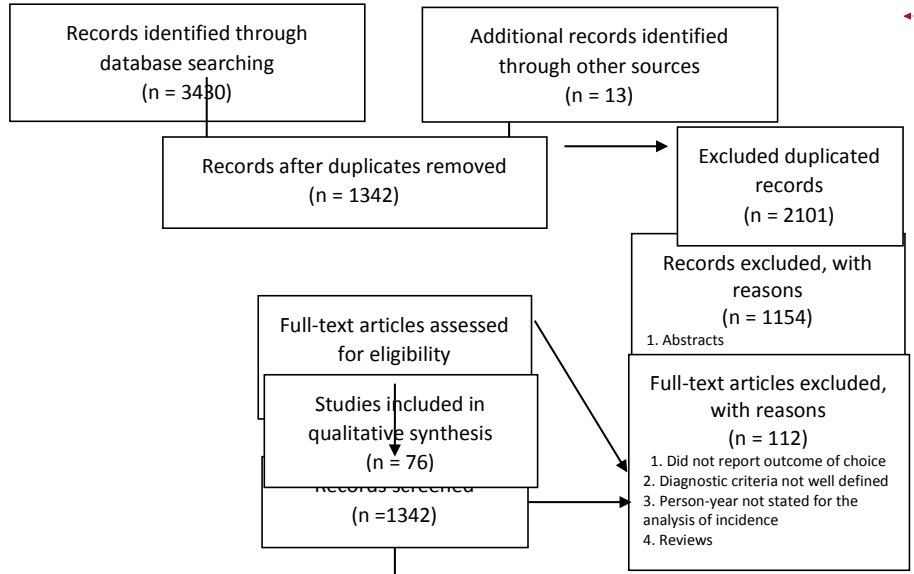 Records identified through
database searching
(n = 3430)
Additional records identified
through other sources
(n = 13)
Records after duplicates removed
(n = 1342)
Excluded duplicated
records
(n = 2101)
Records excluded, with
reasons
(n = 1154)
1. Abstracts
Full-text articles assessed
for eligibility
Studies included in
qualitative synthesis
(n = 76)
Full-text articles excluded,
with reasons
(n = 112)
1. Did not report outcome of choice
2. Diagnostic criteria not well defined
3. Person-year not stated for the
analysis of incidence
4. Reviews
Records screened
(n =1342)